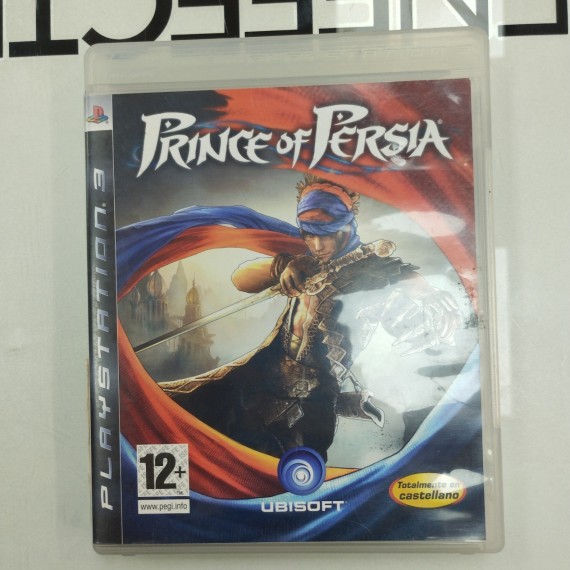 PRINCE OF PERSIA
PLAYSTATION 3
12+
www.pegi.info
UBISOFT
Totalmente en
castellano